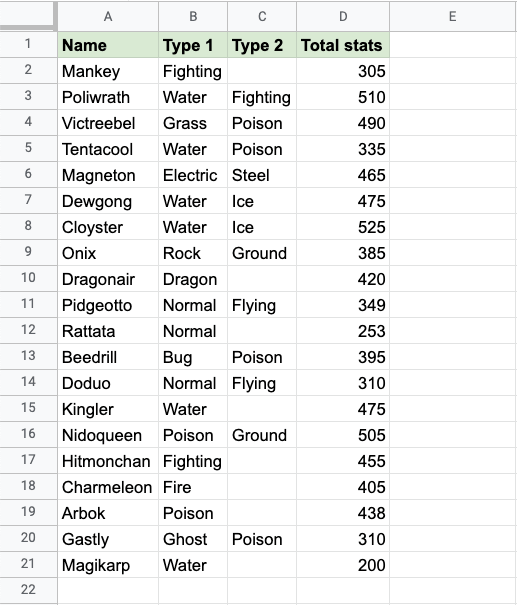 A B C D E
1 Name Type 1 Type 2 Total stats
2 Mankey Fighting 305
3 Poliwrath Water Fighting 510
4 Victreebel Grass Poison 490
5 Tentacool Water Poison 335
6 Magneton Electric Steel 465
7 Dewgong Water Ice 475
8 Cloyster Water Ice 525
9 Onix Rock Ground 385
10 Dragonair Dragon 420
11 Pidgeotto Normal Flying 349
12 Rattata Normal 253
13 Beedrill Bug Poison 395
14 Doduo Normal Flying 310
15 Kingler Water 475
16 Nidoqueen Poison Ground 505
17 Hitmonchan Fighting 455
18 Charmeleon Fire 405
19 Arbok Poison 438
20 Gastly Ghost Poison 310
21 Magikarp Water 200
22